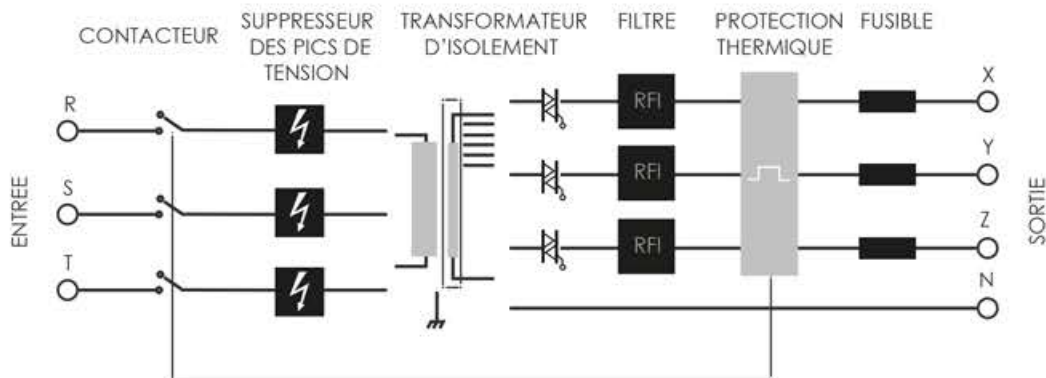 CONTACTEUR
SUPPRESSEUR
DES PICS DE
TENSION
TRANSFORMATEUR
D'ISOLEMENT
FILTRE
PROTECTION
THERMIQUE
FUSIBLE
ENTREE
R
S
T
RFI
RFI
RFI
X
Y
Z
N
SORTIE